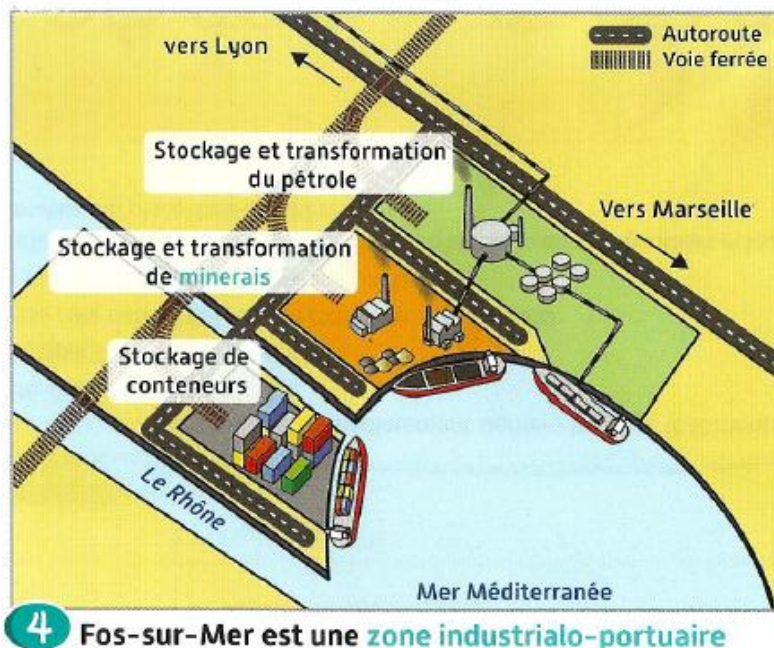 vers Lyon
Autoroute
Voie ferrée
Stockage et transformation
du pétrole
Vers Marseille
Stockage et transformation
de minerais
Stockage de
conteneurs
Le Rhône
Mer Méditerranée
4 Fos-sur-Mer est une zone industrialo-portuaire